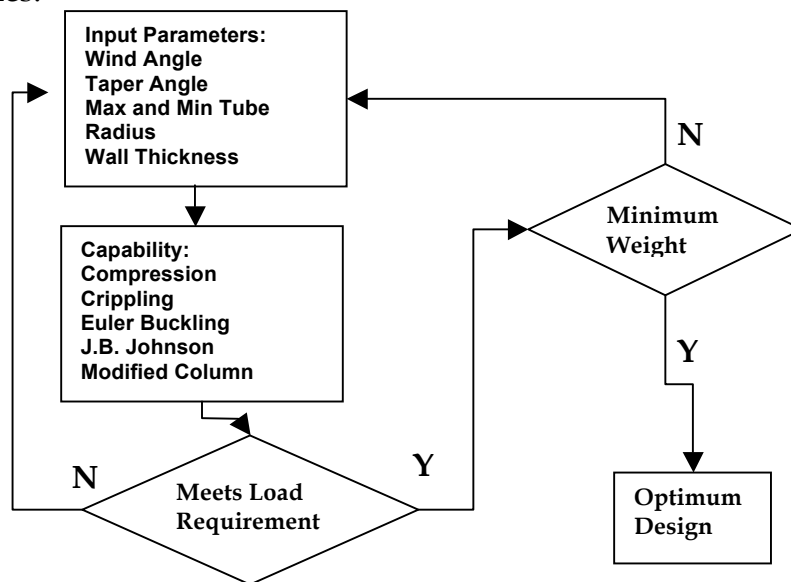 Input Parameters:
Wind Angle
Taper Angle
Max and Min Tube
Radius
Wall Thickness
N
Minimum
Weight
Capability:
Compression
Crippling
Euler Buckling
J.B. Johnson
Modified Column
Y
N
Y
Meets Load
Requirement
Optimum
Design